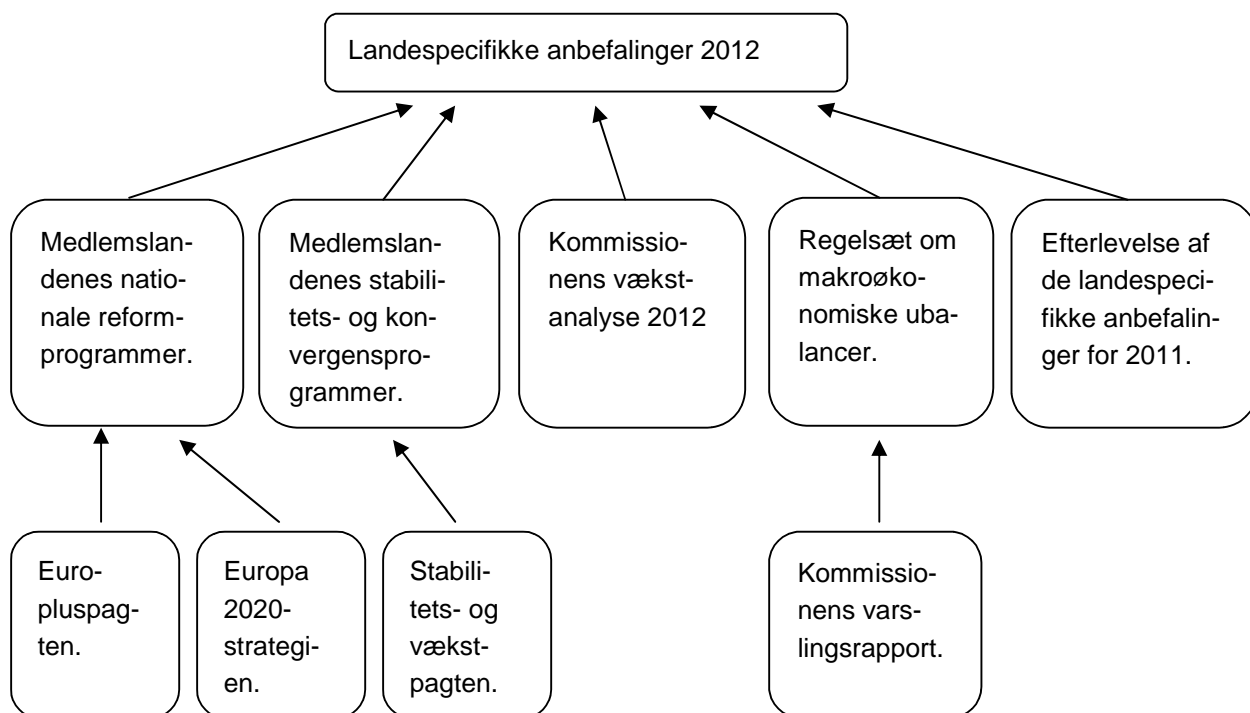 Landespecifikke anbefalinger 2012
Medlemslan-
denes natio-
nale reform-
programmer.
Medlemslan-
denes stabili-
tets- og kon-
vergenspro-
grammer.
Kommissio-
nens vækst-
analyse 2012
Regelsæt om
makroøko-
nomiske uba-
lancer.
Efterlevelse af
de landespeci-
fikke anbefalin-
ger for 2011.
Euro-
pluspag-
ten.
Europa
2020-
strategi-
en.
Stabili-
tets- og
vækst-
pagten.
Kommissio-
nens vars-
lingsrapport.